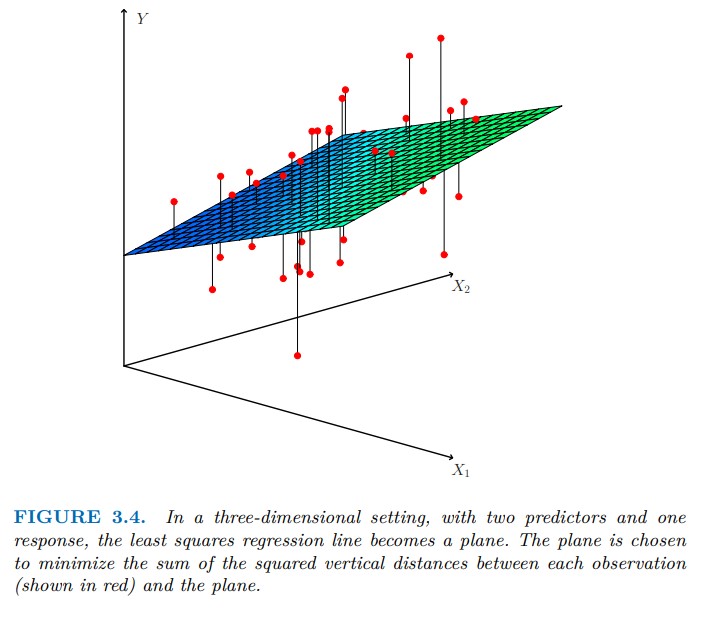 Y
X₂
X₁
FIGURE 3.4. In a three-dimensional setting, with two predictors and one
response, the least squares regression line becomes a plane. The plane is chosen
to minimize the sum of the squared vertical distances between each observation
(shown in red) and the plane.